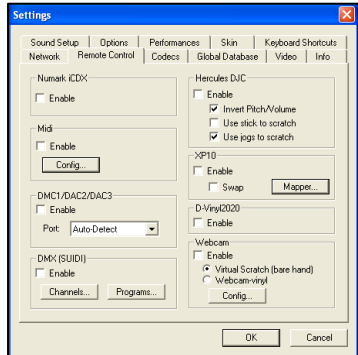 Settings
Sound Setup Options Performances Skin Keyboard Shortcuts
Network Remote Control Codecs Global Database Video Info
Numark iCDX
Enable
Midi
Enable
Config...
DMC1/DAC2/DAC3
Enable
Port: Auto-Detect
DMX (SUIDI)
Enable
Channels... Programs...
Hercules DJC
Enable
Invert Pitch/Volume
Use stick to scratch
Use jogs to scratch
XP10
Enable
Swap Mapper...
D-Vinyl2020
Enable
Webcam
Enable
Virtual Scratch (bare hand)
Webcam-vinyl
Config...
OK Cancel